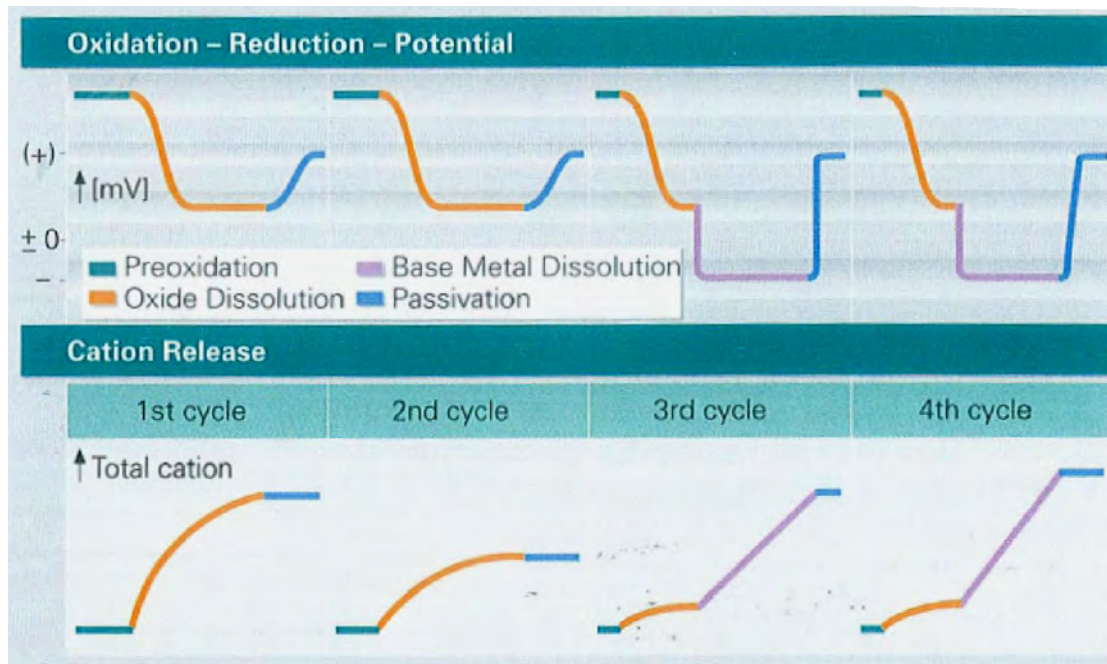 Oxidation – Reduction – Potential
(+)
[mV]
± 0
–
Preoxidation
Base Metal Dissolution
Oxide Dissolution
Passivation
Cation Release
1st cycle
2nd cycle
3rd cycle
4th cycle
Total cation